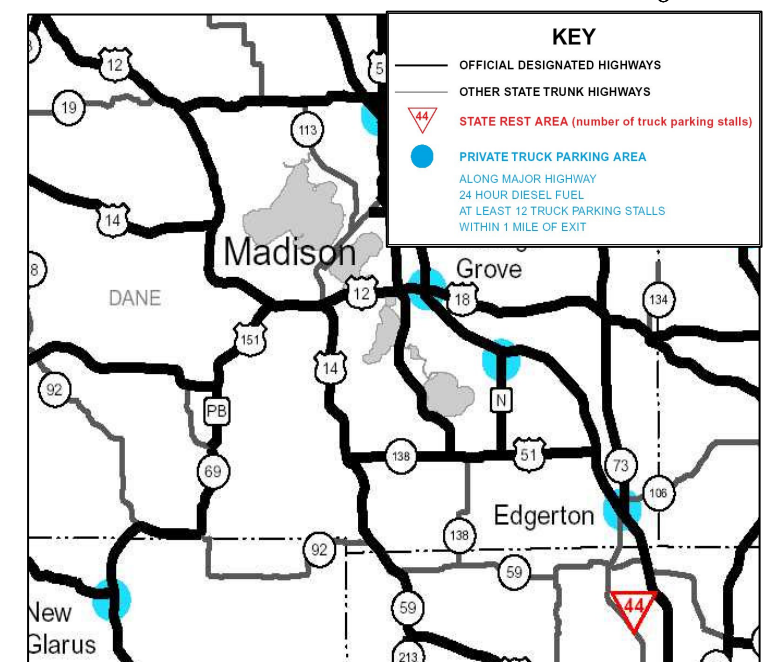 KEY
OFFICIAL DESIGNATED HIGHWAYS
OTHER STATE TRUNK HIGHWAYS
44
STATE REST AREA (number of truck parking stalls)
PRIVATE TRUCK PARKING AREA
ALONG MAJOR HIGHWAY
24 HOUR DIESEL FUEL
AT LEAST 12 TRUCK PARKING STALLS
WITHIN 1 MILE OF EXIT
12
5
19
113
14
Madison
Grove
8
DANE
12
18
134
151
14
92
PB
N
138
51
69
73
106
Edgerton
138
92
59
New
Glarus
59
44
213